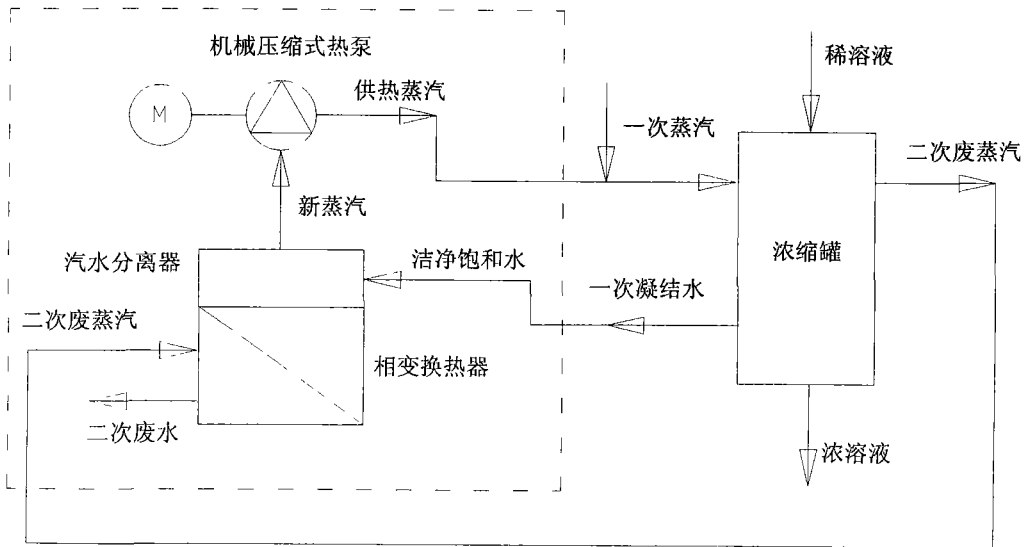 机械压缩式热泵
稀溶液
供热蒸汽
M
一次蒸汽
二次废蒸汽
新蒸汽
汽水分离器
洁净饱和水
浓缩罐
一次凝结水
二次废蒸汽
相变换热器
二次废水
浓溶液